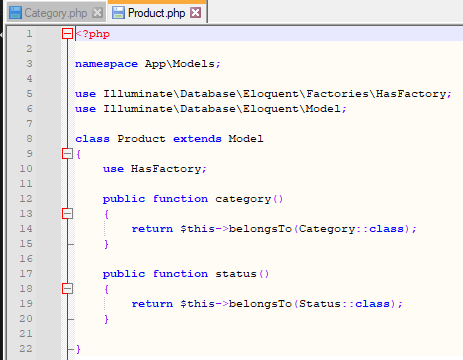 Category.php Product.php
1 <?php
2
3 namespace App\Models;
4
5 use Illuminate\Database\Eloquent\Factories\HasFactory;
6 use Illuminate\Database\Eloquent\Model;
7
8 class Product extends Model
9 {
10 use HasFactory;
11
12 public function category()
13 {
14 return $this->belongsTo(Category::class);
15 }
16
17 public function status()
18 {
19 return $this->belongsTo(Status::class);
20 }
21
22 }